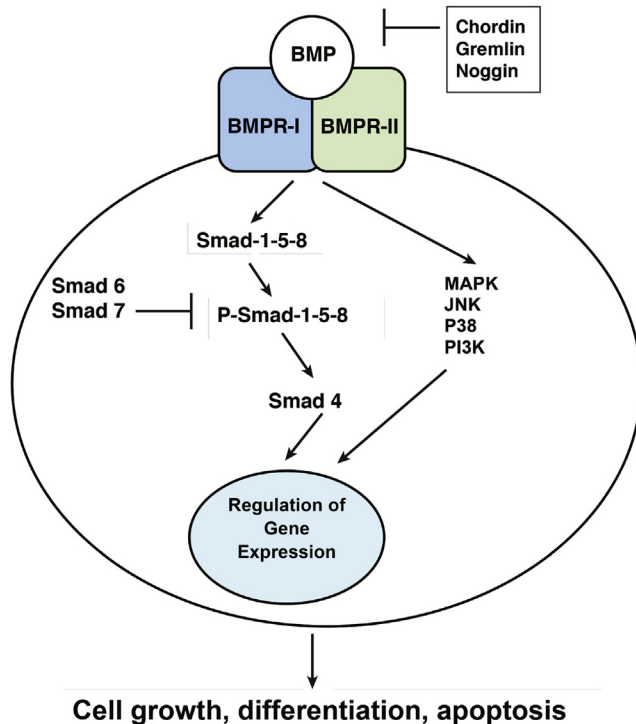 Chordin
Gremlin
Noggin
BMP
BMPR-I
BMPR-II
Smad-1-5-8
Smad 6
Smad 7
P-Smad-1-5-8
MAPK
JNK
P38
PI3K
Smad 4
Regulation of
Gene
Expression
Cell growth, differentiation, apoptosis